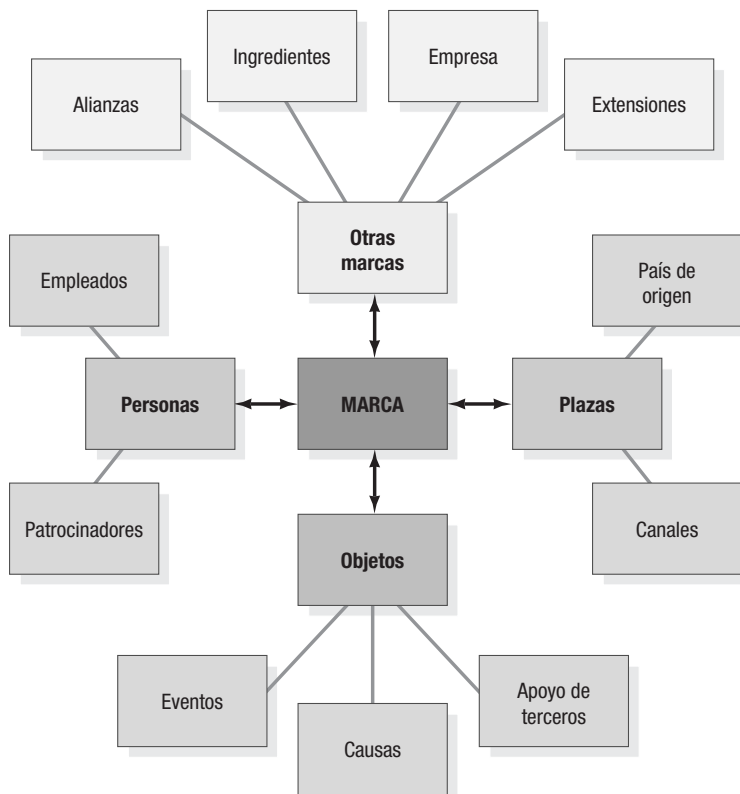 Ingredientes
Empresa
Alianzas
Extensiones
Otras
marcas
Empleados
País de
origen
Personas
MARCA
Plazas
Patrocinadores
Canales
Objetos
Eventos
Apoyo de
terceros
Causas